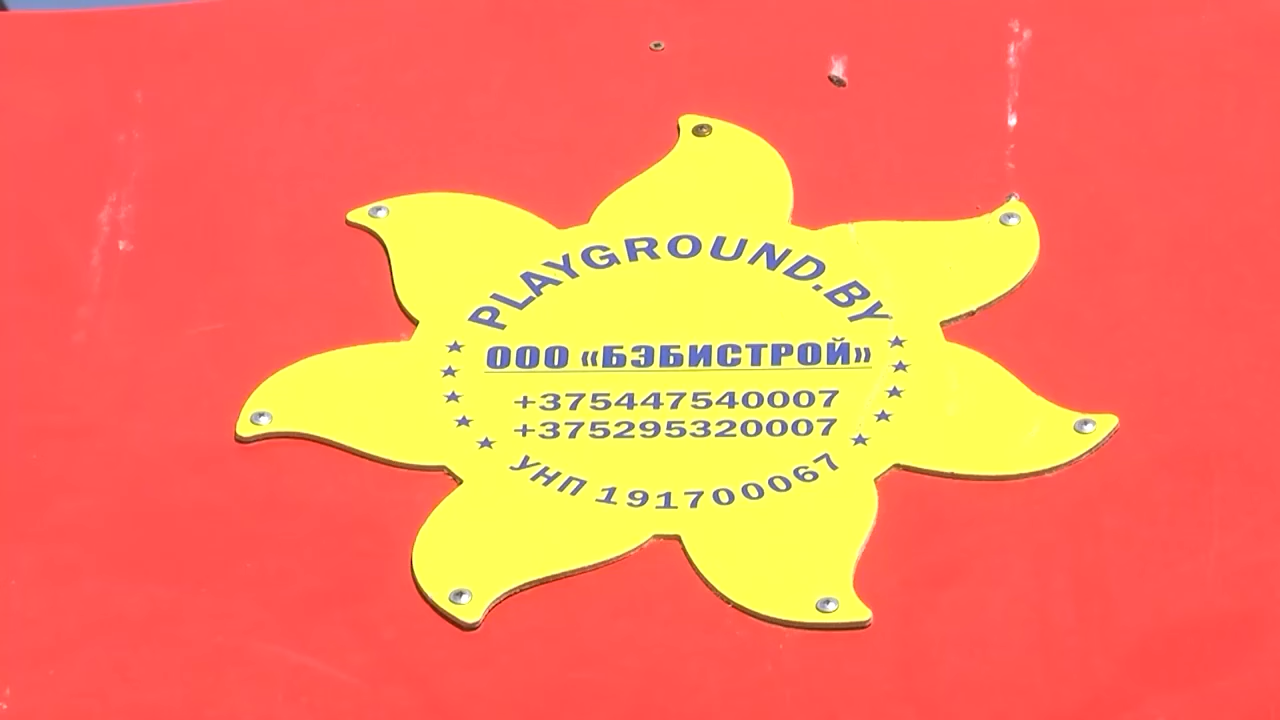 PLAYGROUND.BY
ООО «БЭБИСТРОЙ»
+375447540007
+375295320007
УНП 191700067